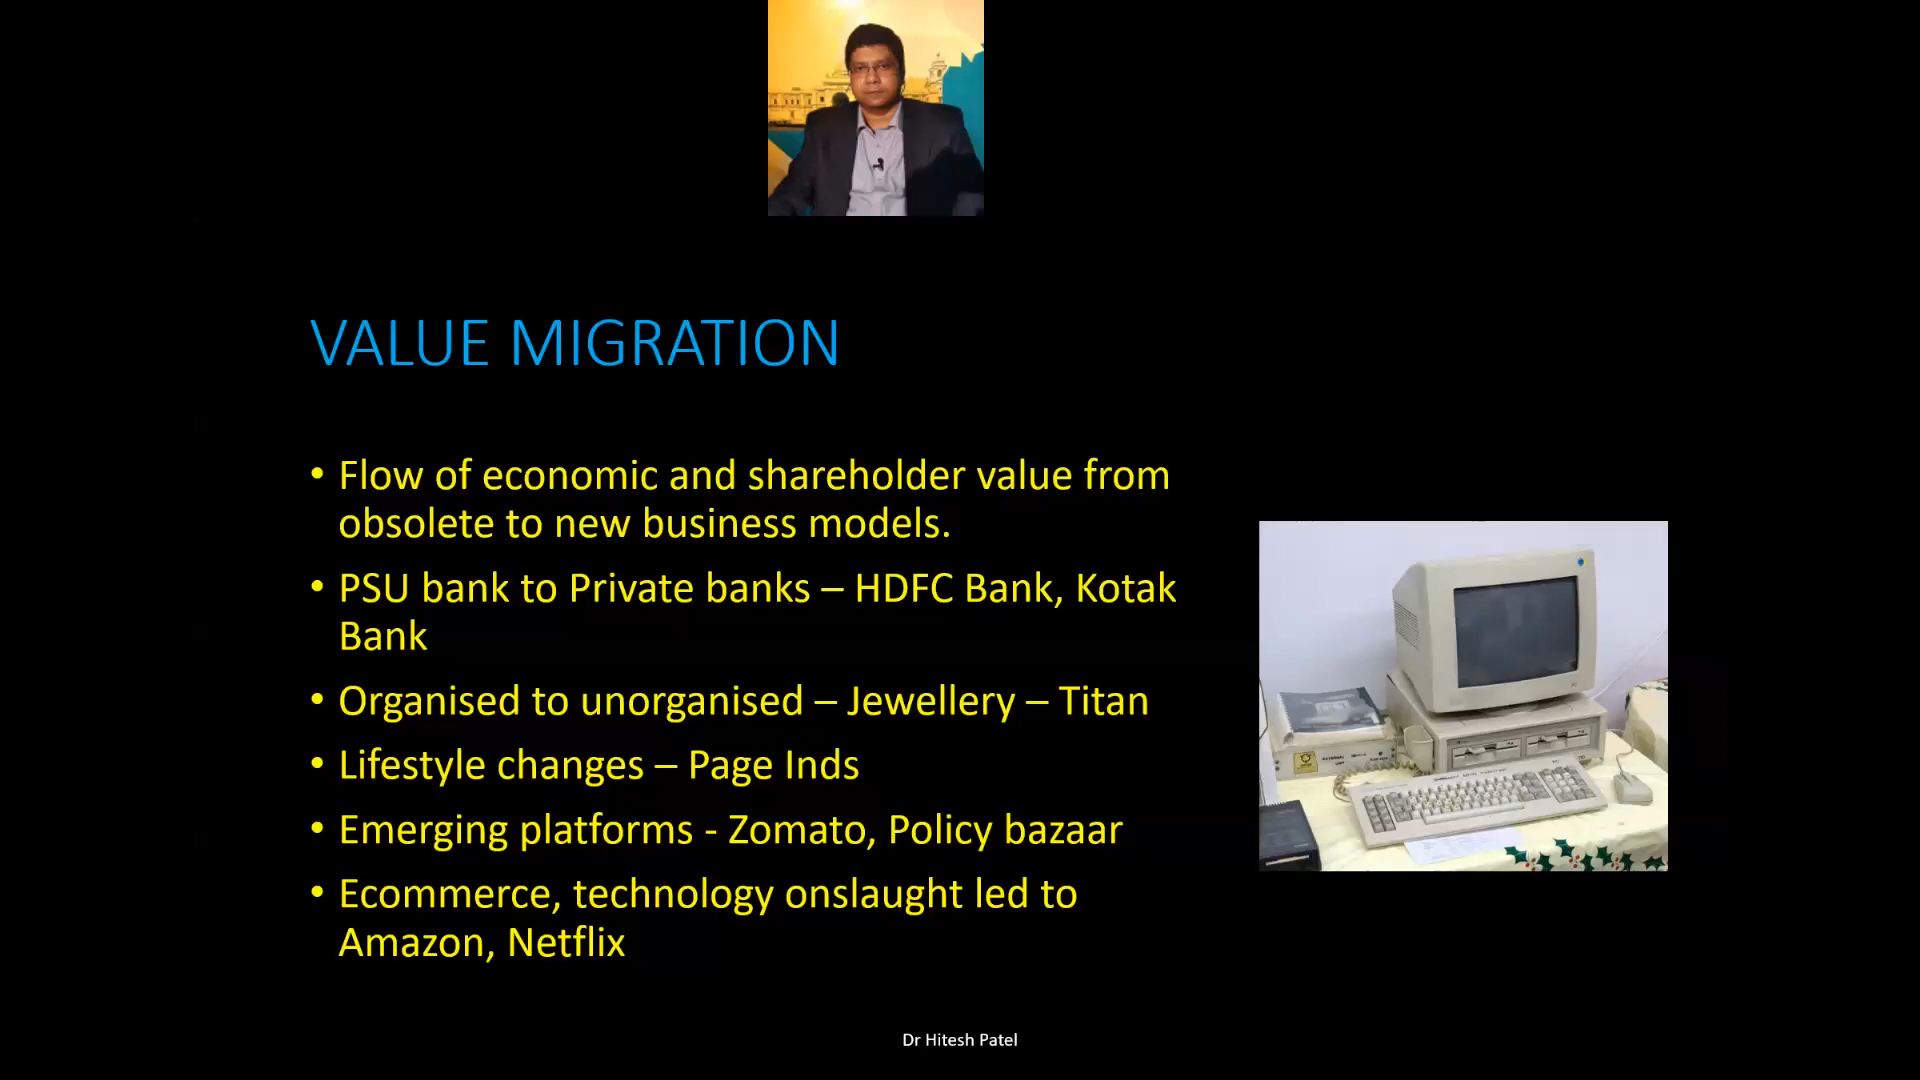 VALUE MIGRATION
• Flow of economic and shareholder value from
obsolete to new business models.
• PSU bank to Private banks – HDFC Bank, Kotak
Bank
• Organised to unorganised – Jewellery – Titan
• Lifestyle changes – Page Inds
• Emerging platforms - Zomato, Policy bazaar
• Ecommerce, technology onslaught led to
Amazon, Netflix
Dr Hitesh Patel